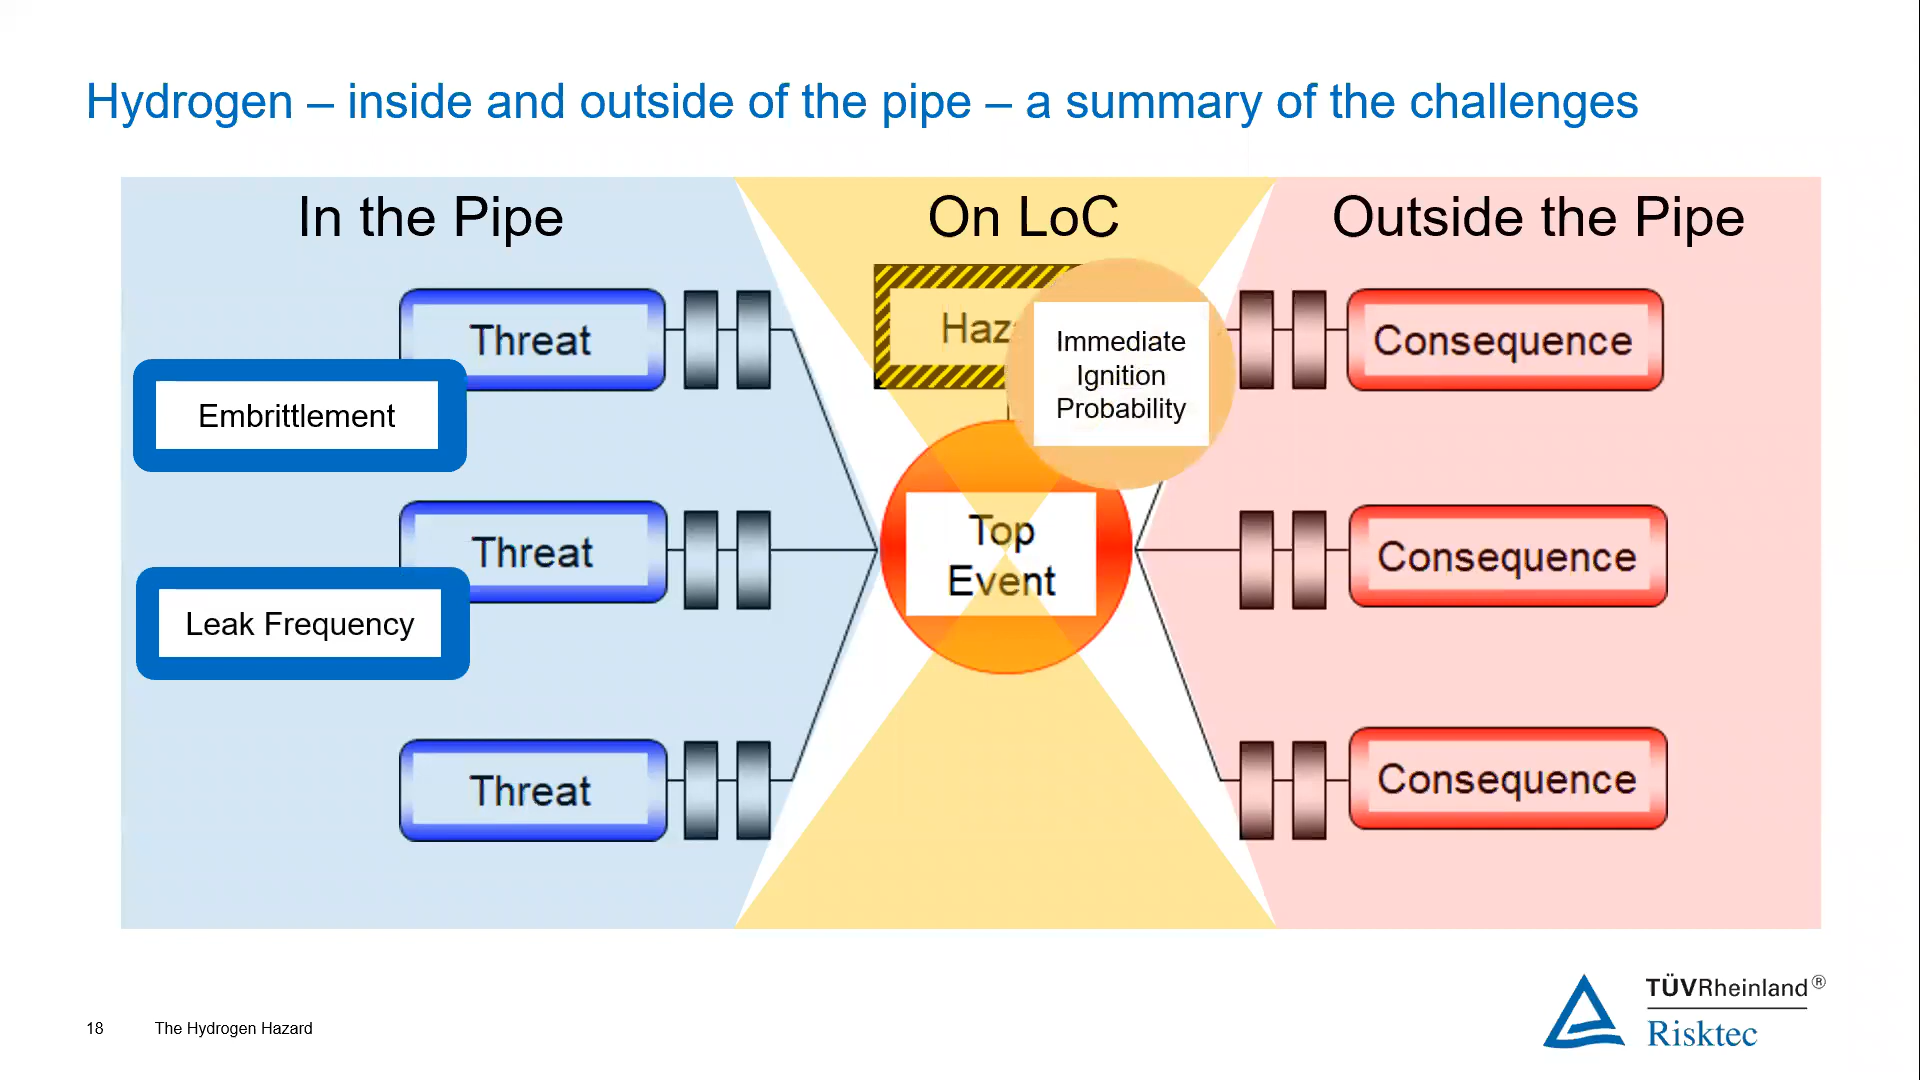 Hydrogen – inside and outside of the pipe – a summary of the challenges
In the Pipe
On LoC
Outside the Pipe
Threat
Embrittlement
Threat
Leak Frequency
Threat
Haz
Immediate
Ignition
Probability
Top
Event
Consequence
Consequence
Consequence
18
The Hydrogen Hazard
TÜVRheinland®
Risktec